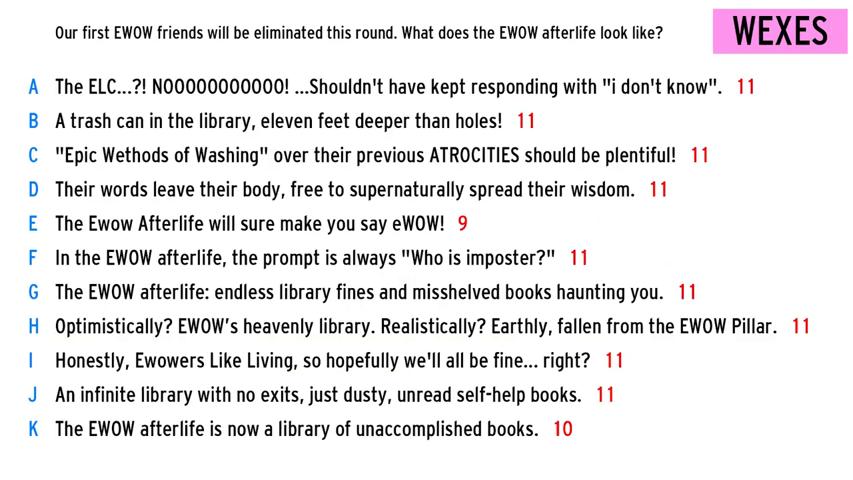 Our first EWOW friends will be eliminated this round. What does the EWOW afterlife look like?
WEXES
A The ELC...?! NOOOOOOOOOOO! ...Shouldn't have kept responding with "i don't know". 11
B A trash can in the library, eleven feet deeper than holes! 11
C "Epic Wethods of Washing" over their previous ATROCITIES should be plentiful! 11
D Their words leave their body, free to supernaturally spread their wisdom. 11
E The Ewow Afterlife will sure make you say eWOW! 9
F In the EWOW afterlife, the prompt is always "Who is imposter?" 11
G The EWOW afterlife: endless library fines and misshelved books haunting you. 11
H Optimistically? EWOW's heavenly library. Realistically? Earthly, fallen from the EWOW Pillar. 11
I Honestly, Ewowers Like Living, so hopefully we'll all be fine... right? 11
J An infinite library with no exits, just dusty, unread self-help books. 11
K The EWOW afterlife is now a library of unaccomplished books. 10